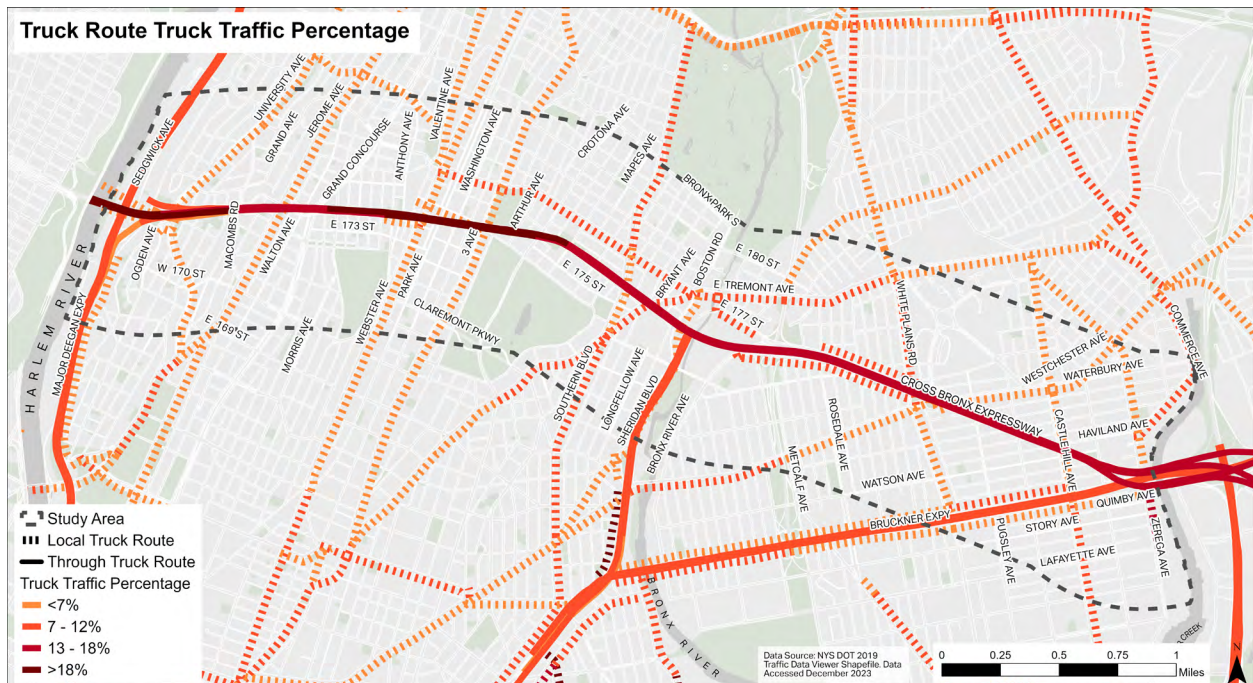 Truck Route Truck Traffic Percentage
UNIVERSITY AVE
SEDGWICK AVE
GRAND AVE
JEROME AVE
GRAND CONCOURSE
ANTHONY AVE
VALENTINE AVE
WASHINGTON AVE
CROTONA AVE
MAPES AVE
ARTHUR AVE
BRONX PARK S
MACOMBS RD
OGDEN AVE
WALTON AVE
E 173 ST
3 AVE
PARK AVE
WEBSTER AVE
W 170 ST
E 169 ST
MORRIS AVE
CLAREMONT PKWY
E 175 ST
BRYANT AVE
BOSTON RD
E 180 ST
E TREMONT AVE
E 177 ST
WHITE PLAINS RD
COMMERCE AVE
WESTCHESTER AVE
WATERBURY AVE
HARLEM RIVER
MAJOR DEEGAN EXPY
SOUTHERN BLVD
LONGFELLOW AVE
SHERIDAN BLVD
BRONX RIVER AVE
CROSS BRONX EXPRESSWAY
METCALF AVE
ROSEDALE AVE
WATSON AVE
CASTLE HILL AVE
HAVILAND AVE
BRUCKNER EXPY
QUIMBY AVE
STORY AVE
PUGSLEY AVE
LAFAYETTE AVE
ZEREGA AVE
BRONX RIVER
CREEK
Study Area
Local Truck Route
Through Truck Route
Truck Traffic Percentage
<7%
7 - 12%
13 - 18%
>18%
Data Source: NYS DOT 2019
Traffic Data Viewer Shapefile. Data
Accessed December 2023
0 0.25 0.5 0.75 1
Miles
N